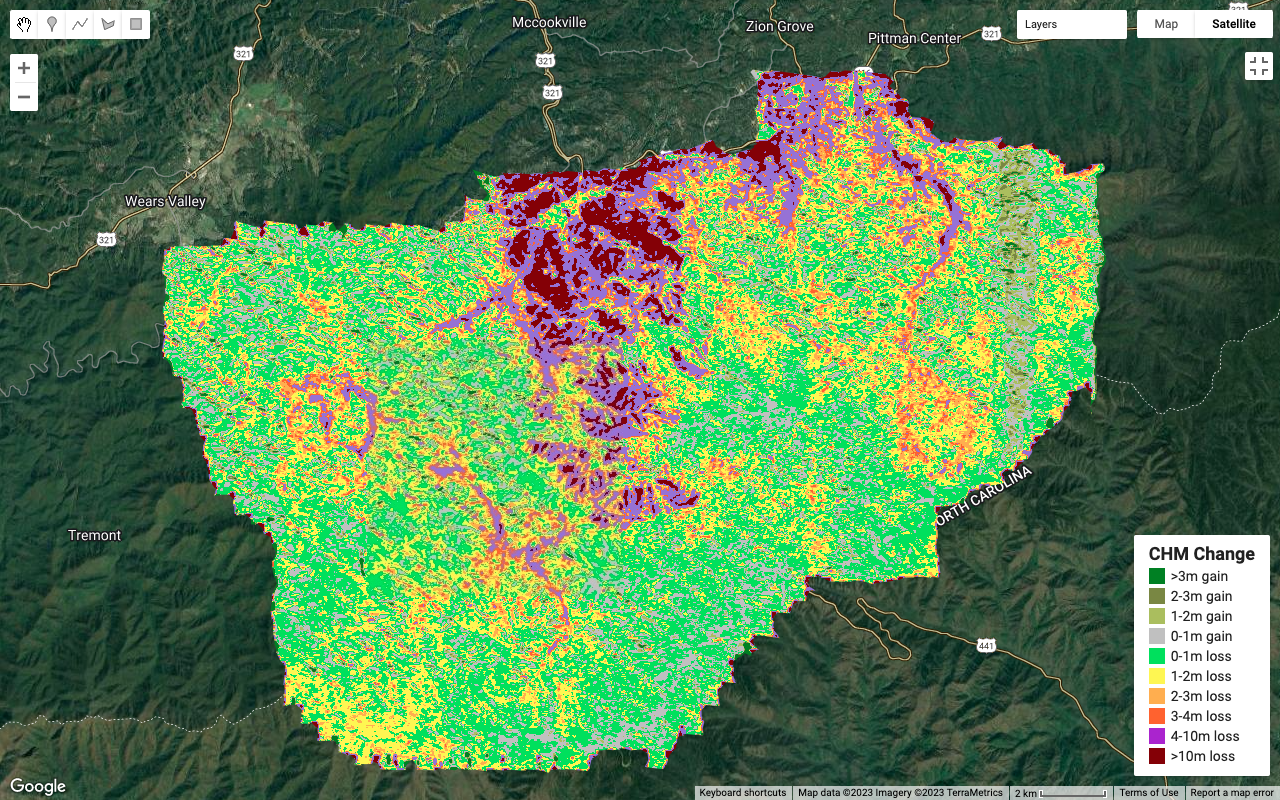 Mccookville
Zion Grove
Pittman Center
321
321
321
321
321
Layers
Map
Satellite
+
−
Wears Valley
321
Tremont
ORTH CAROLINA
441
CHM Change
>3m gain
2-3m gain
1-2m gain
0-1m gain
0-1m loss
1-2m loss
2-3m loss
3-4m loss
4-10m loss
>10m loss
Google
Keyboard shortcuts
Map data ©2023 Imagery ©2023 TerraMetrics
2 km
Terms of Use
Report a map error